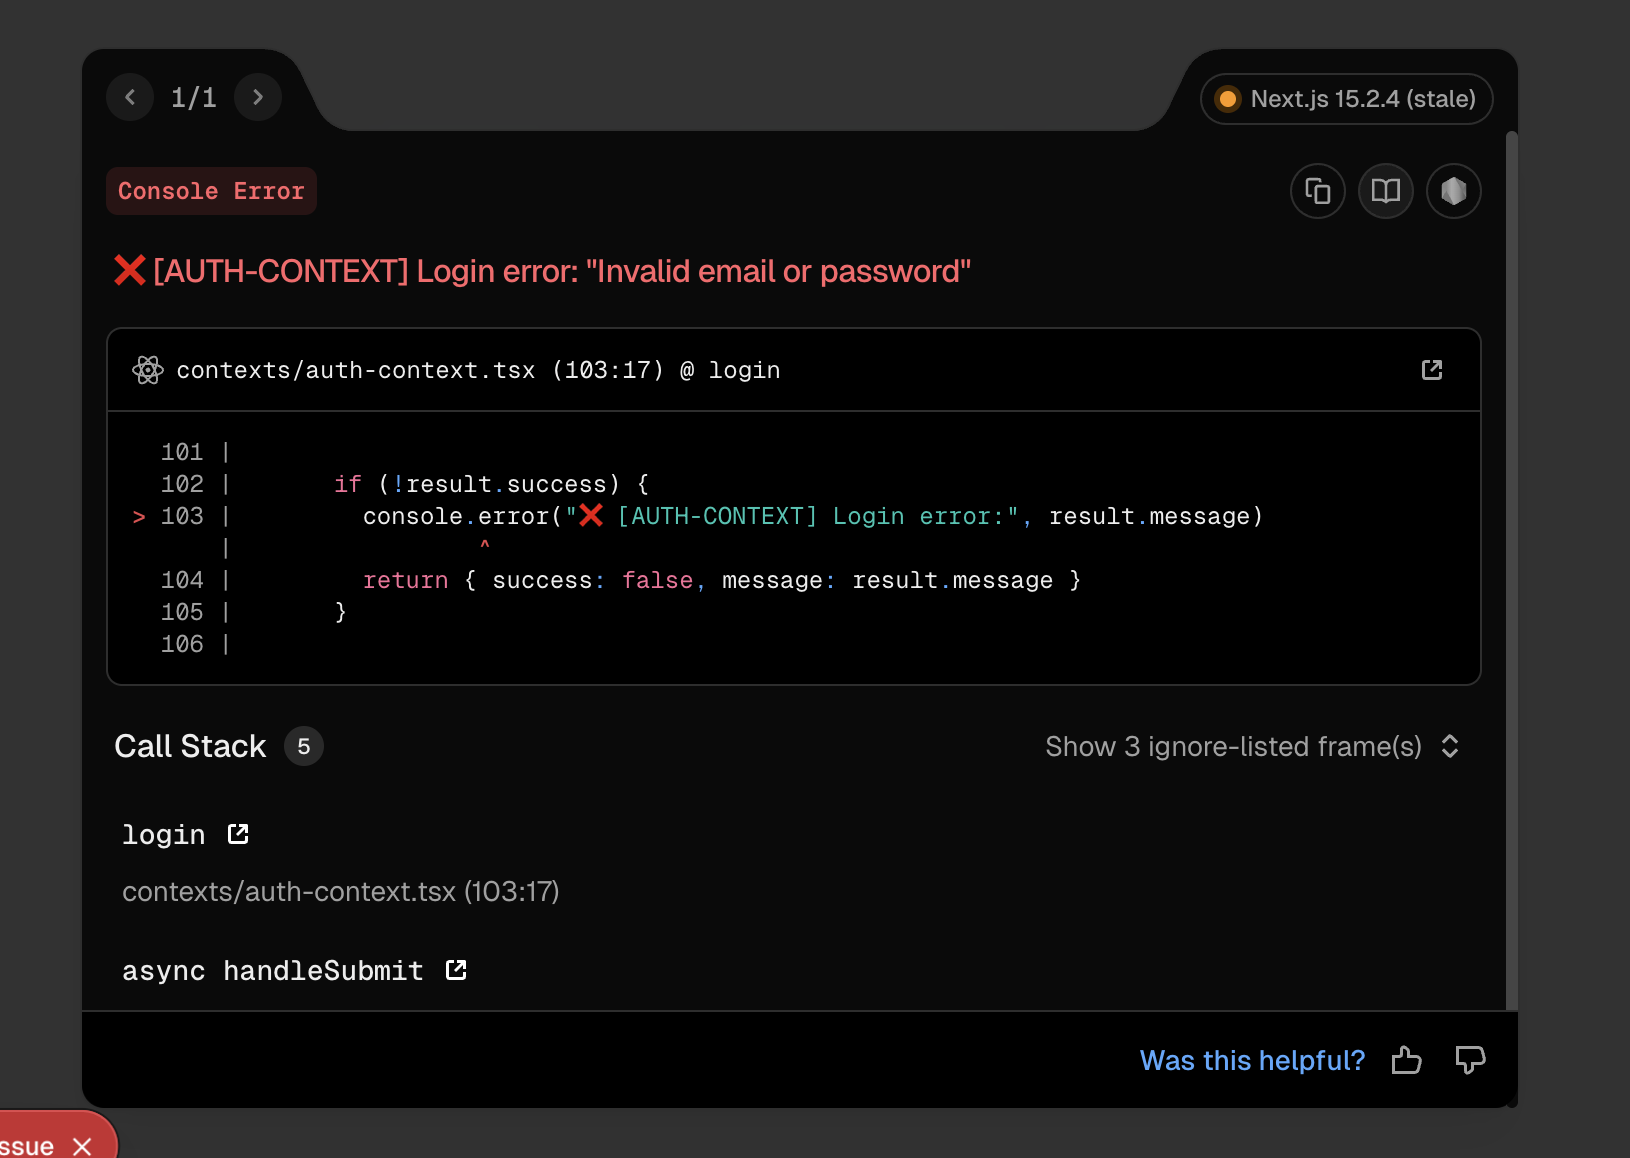 1/1
Next.js 15.2.4 (stale)
Console Error
❌ [AUTH-CONTEXT] Login error: "Invalid email or password"
contexts/auth-context.tsx (103:17) @ login
101 |
102 |       if (!result.success) {
> 103 |         console.error("❌ [AUTH-CONTEXT] Login error:", result.message)
|                 ^
104 |         return { success: false, message: result.message }
105 |       }
106 |
Call Stack 5
Show 3 ignore-listed frame(s)
login
contexts/auth-context.tsx (103:17)
async handleSubmit
Was this helpful?
ssue